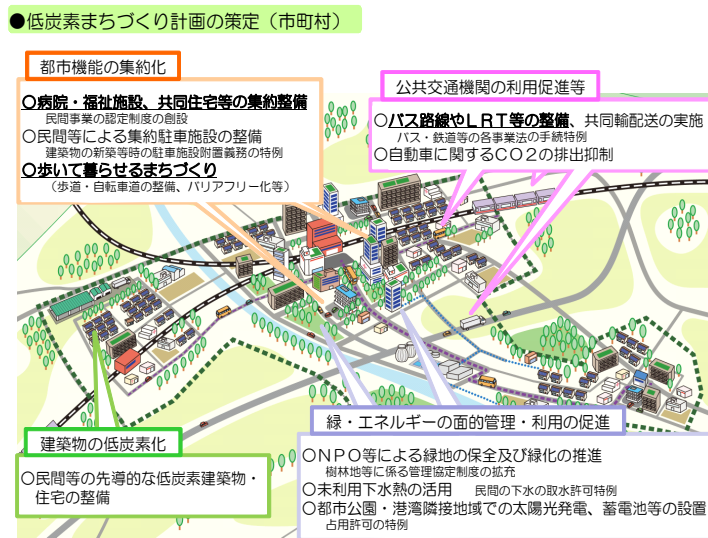 ●低炭素まちづくり計画の策定（市町村）
都市機能の集約化
〇病院・福祉施設、共同住宅等の集約整備
民間事業の認定制度の創設
〇民間等による集約駐車施設の整備
建築物の新築等時の駐車施設附置義務の特例
〇歩いて暮らせるまちづくり
（歩道・自転車道の整備、バリアフリー化等）
公共交通機関の利用促進等
〇バス路線やＬＲＴ等の整備、共同輸配送の実施
バス・鉄道等の各事業法の手続特例
〇自動車に関するＣＯ２の排出抑制
建築物の低炭素化
〇民間等の先導的な低炭素建築物・
住宅の整備
緑・エネルギーの面的管理・利用の促進
〇ＮＰＯ等による緑地の保全及び緑化の推進
樹林地等に係る管理協定制度の拡充
〇未利用下水熱の活用　民間の下水の取水許可特例
〇都市公園・港湾隣接地域での太陽光発電、蓄電池等の設置
占用許可の特例